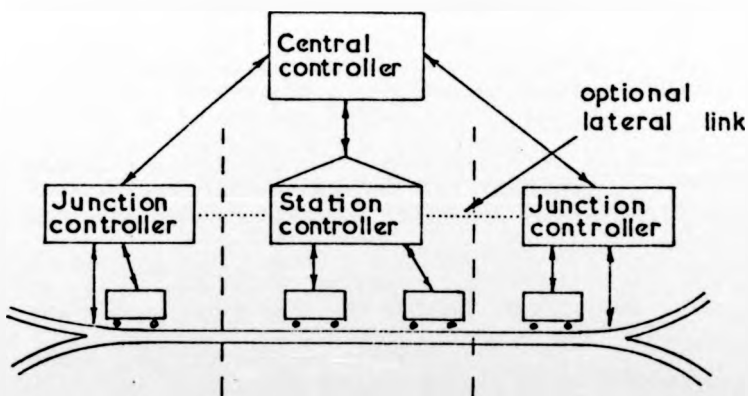 Central
controller
optional
lateral link
Junction
controller
Station
controller
Junction
controller